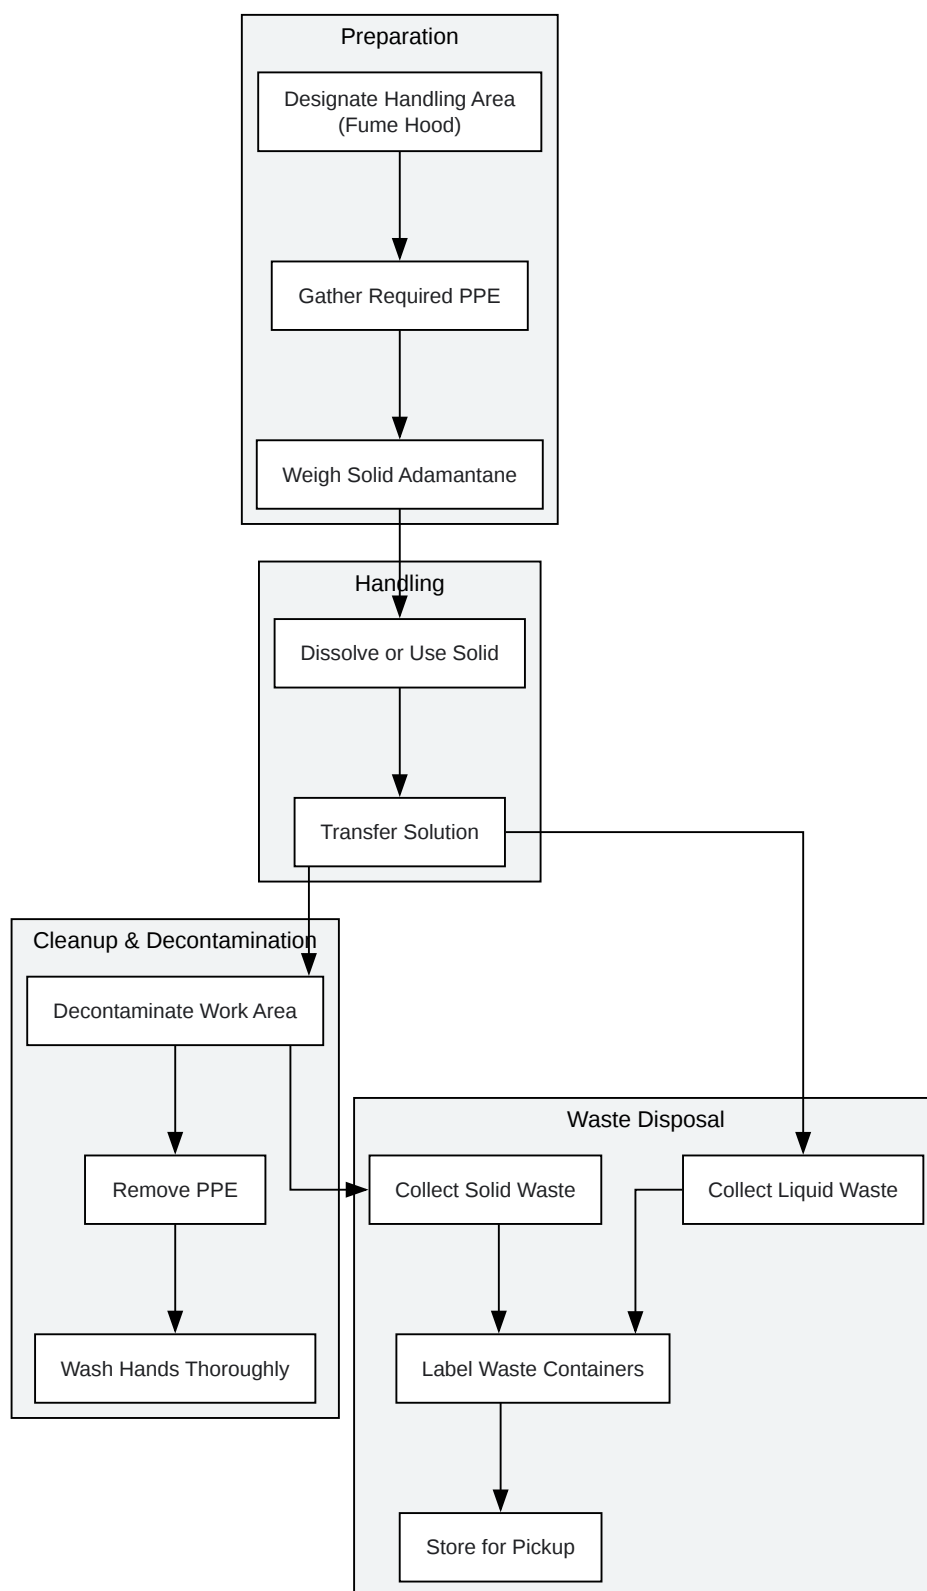 Preparation
Designate Handling Area
(Fume Hood)
Gather Required PPE
Weigh Solid Adamantane
Handling
Dissolve or Use Solid
Transfer Solution
Cleanup & Decontamination
Decontaminate Work Area
Remove PPE
Wash Hands Thoroughly
Waste Disposal
Collect Solid Waste
Collect Liquid Waste
Label Waste Containers
Store for Pickup